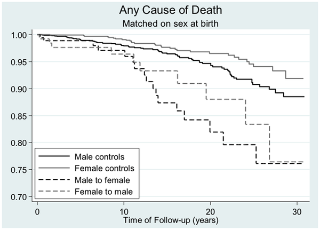 Any Cause of Death
Matched on sex at birth
1.00
0.95
0.90
0.85
0.80
0.75
0.70
Male controls
Female controls
Male to female
Female to male
0 10 20 30
Time of Follow-up (years)